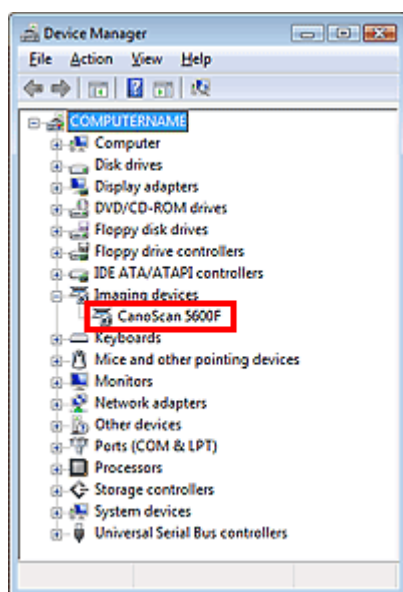 Device Manager
File Action View Help
COMPUTERNAME
Computer
Disk drives
Display adapters
DVD/CD-ROM drives
Floppy disk drives
Floppy drive controllers
IDE ATA/ATAPI controllers
Imaging devices
CanoScan 5600F
Keyboards
Mice and other pointing devices
Monitors
Network adapters
Other devices
Ports (COM & LPT)
Processors
Storage controllers
System devices
Universal Serial Bus controllers